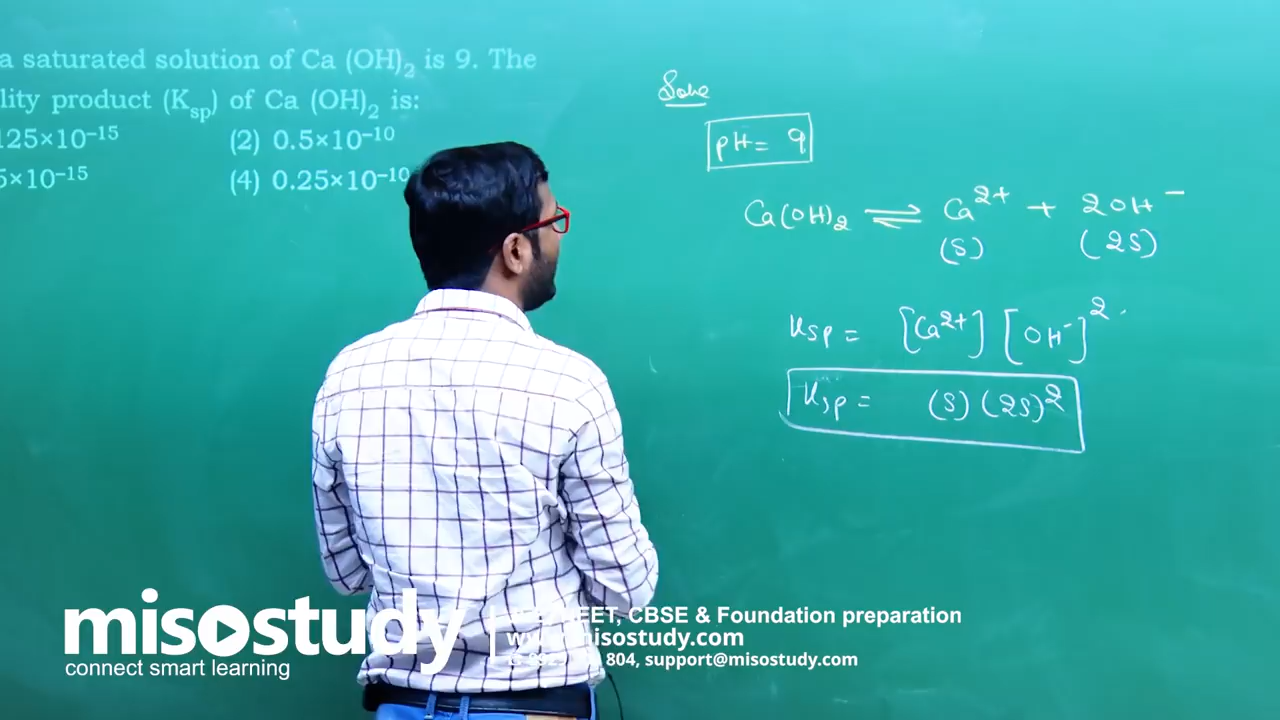 a saturated solution of Ca (OH)₂ is 9. The
lity product (Kₛₚ) of Ca (OH)₂ is:
125×10⁻¹⁵ (2) 0.5×10⁻¹⁰
5×10⁻¹⁵ (4) 0.25×10⁻¹⁰
pH = 9
Ca(OH)₂ ⇌ Ca²⁺ + 2OH⁻
(S) (2S)
Ksp = [Ca²⁺] [OH⁻]²
Ksp = (S) (2S)²
misostudy
connect smart learning
NEET, CBSE & Foundation preparation
www.misostudy.com
804, support@misostudy.com